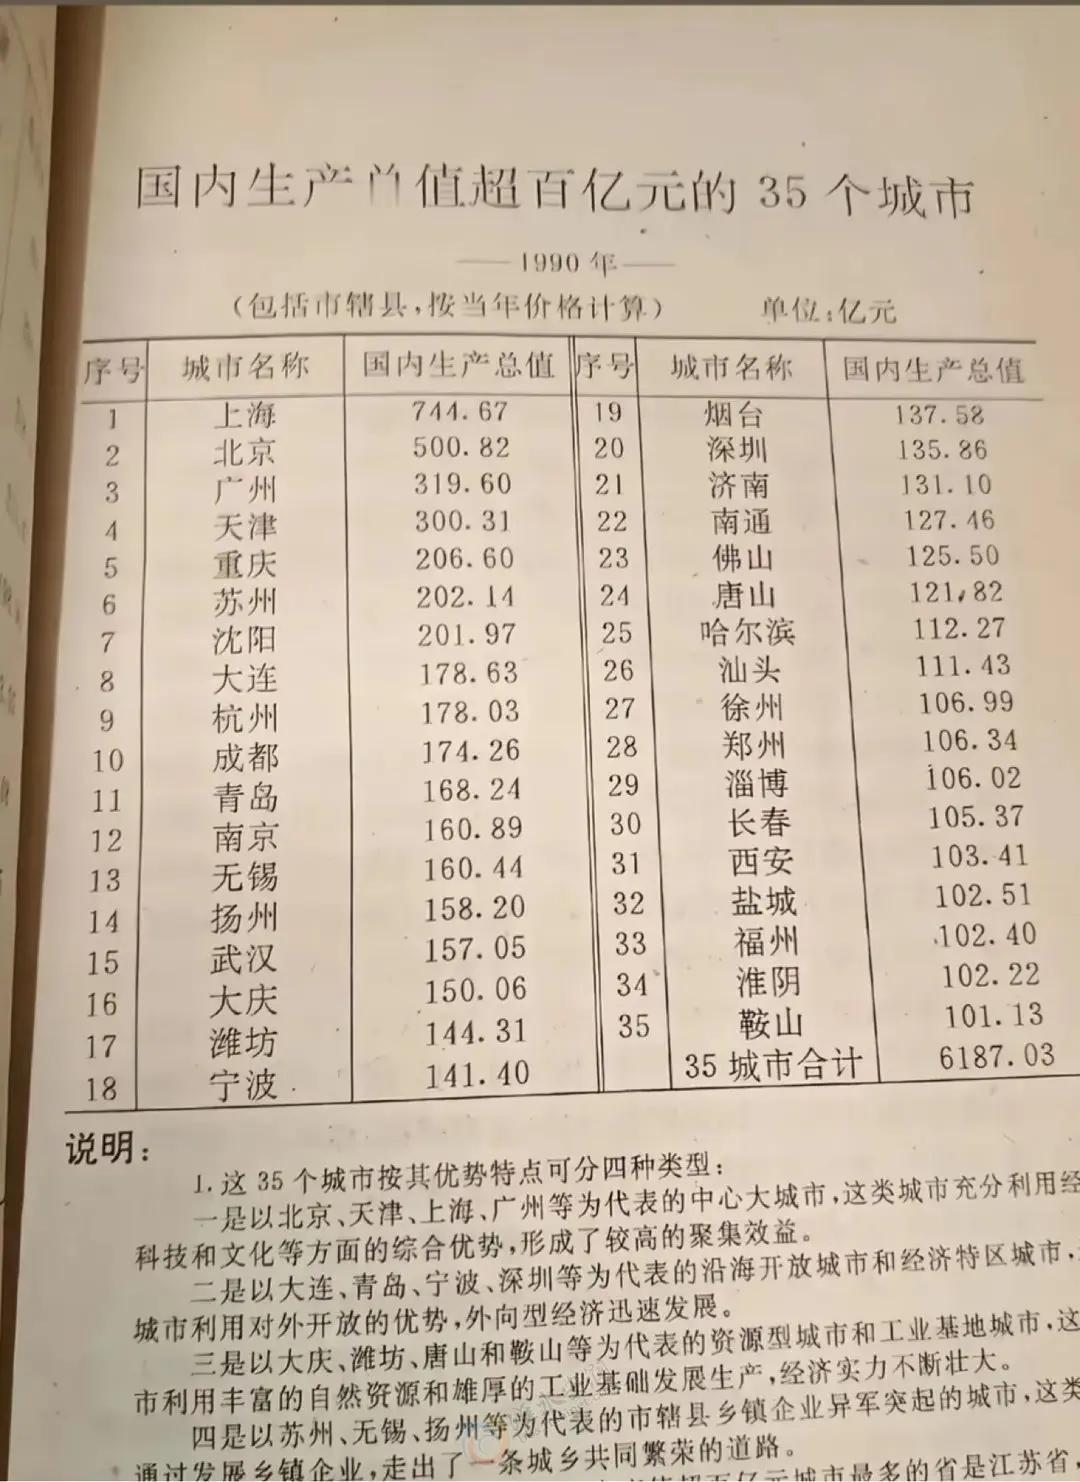 国内生产总值超百亿元的 35 个城市
——1990 年——
(包括市辖县,按当年价格计算) 单位:亿元
序号 城市名称 国内生产总值 序号 城市名称 国内生产总值
1 上海 744.67 19 烟台 137.58
2 北京 500.82 20 深圳 135.86
3 广州 319.60 21 济南 131.10
4 天津 300.31 22 南通 127.46
5 重庆 206.60 23 佛山 125.50
6 苏州 202.14 24 唐山 121.82
7 沈阳 201.97 25 哈尔滨 112.27
8 大连 178.63 26 汕头 111.43
9 杭州 178.03 27 徐州 106.99
10 成都 174.26 28 郑州 106.34
11 青岛 168.24 29 淄博 106.02
12 南京 160.89 30 长春 105.37
13 无锡 160.44 31 西安 103.41
14 扬州 158.20 32 盐城 102.51
15 武汉 157.05 33 福州 102.40
16 大庆 150.06 34 淮阴 102.22
17 潍坊 144.31 35 鞍山 101.13
18 宁波 141.40 35 城市合计 6187.03
说明:
1. 这 35 个城市按其优势特点可分四种类型:
一是以北京、天津、上海、广州等为代表的中心大城市,这类城市充分利用经
科技和文化等方面的综合优势,形成了较高的聚集效益。
二是以大连、青岛、宁波、深圳等为代表的沿海开放城市和经济特区城市,
城市利用对外开放的优势,外向型经济迅速发展。
三是以大庆、潍坊、唐山和鞍山等为代表的资源型城市和工业基地城市,这
市利用丰富的自然资源和雄厚的工业基础发展生产,经济实力不断壮大。
四是以苏州、无锡、扬州等为代表的市辖县乡镇企业异军突起的城市,这类
通过发展乡镇企业,走出了一条城乡共同繁荣的道路。
值超百亿元城市最多的省是江苏省,